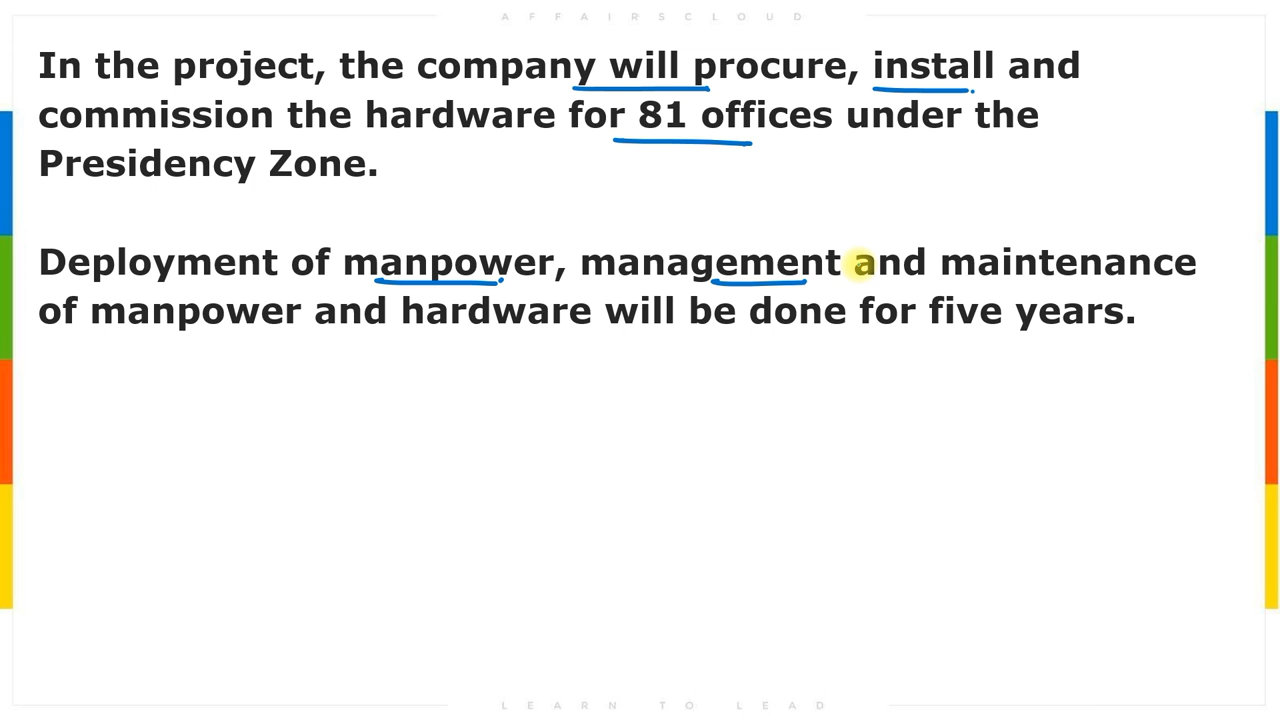 AFFAIRSCLOUD
In the project, the company will procure, install and
commission the hardware for 81 offices under the
Presidency Zone.
Deployment of manpower, management and maintenance
of manpower and hardware will be done for five years.
LEARN TO LEAD